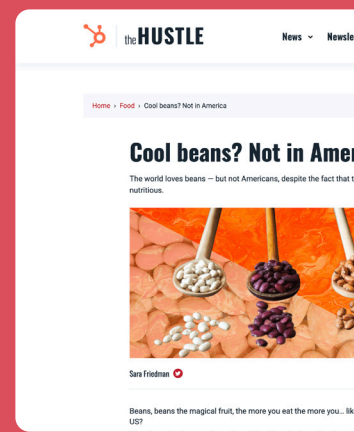 the HUSTLE
News
Newsle
Home › Food › Cool beans? Not in America
Cool beans? Not in Amer
The world loves beans — but not Americans, despite the fact that t
nutritious.
Sara Friedman
Beans, beans the magical fruit, the more you eat the more you... lik
US?